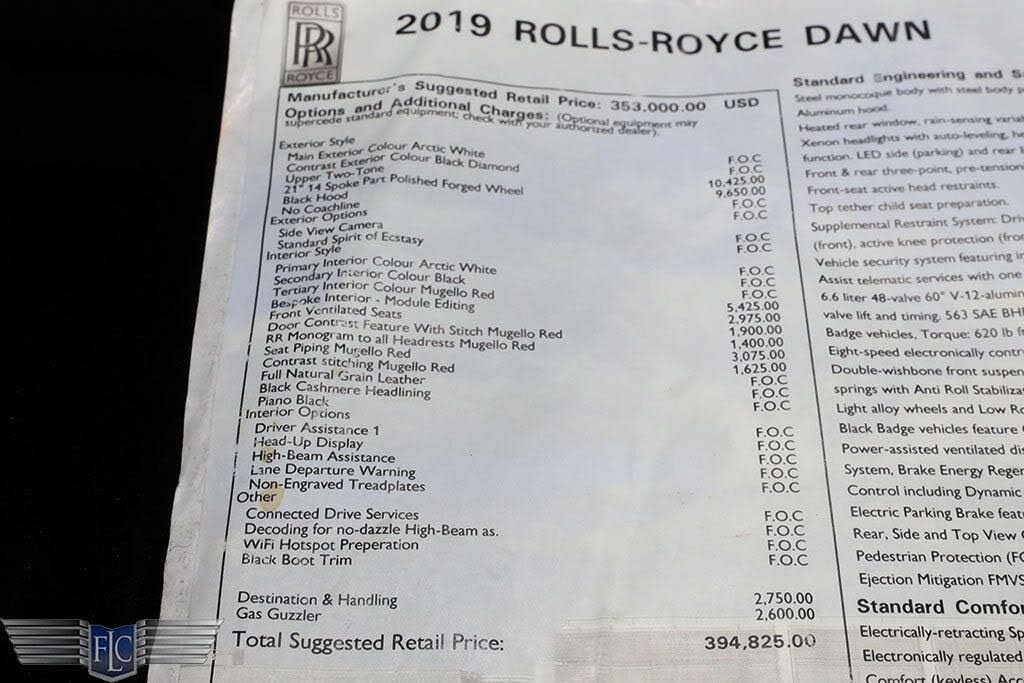 ROLLS
RR
ROYCE
2019 ROLLS-ROYCE DAWN
Manufacturer's Suggested Retail Price: 353,000.00 USD
Options and Additional Charges: (Optional equipment may
supercede standard equipment; check with your authorized dealer).
Exterior Style
Main Exterior Colour Arctic White F.O.C
Contrast Exterior Colour Black Diamond F.O.C
Upper Two-Tone 10,425.00
21" 14 Spoke Part Polished Forged Wheel 9,650.00
Black Hood F.O.C
No Coachline F.O.C
Exterior Options
Side View Camera F.O.C
Standard Spirit of Ecstasy F.O.C
Interior Style
Primary Interior Colour Arctic White F.O.C
Secondary Interior Colour Black F.O.C
Tertiary Interior Colour Mugello Red F.O.C
Bespoke Interior - Module Editing 5,425.00
Front Ventilated Seats 2,975.00
Door Contrast Feature With Stitch Mugello Red 1,900.00
RR Monogram to all Headrests Mugello Red 1,400.00
Seat Piping Mugello Red 3,075.00
Contrast stitching Mugello Red 1,625.00
Full Natural Grain Leather F.O.C
Black Cashmere Headlining F.O.C
Piano Black F.O.C
Interior Options
Driver Assistance 1 F.O.C
Head-Up Display F.O.C
High-Beam Assistance F.O.C
Lane Departure Warning F.O.C
Non-Engraved Treadplates F.O.C
Other
Connected Drive Services F.O.C
Decoding for no-dazzle High-Beam as. F.O.C
WiFi Hotspot Preperation F.O.C
Black Boot Trim F.O.C
Destination & Handling 2,750.00
Gas Guzzler 2,600.00
Total Suggested Retail Price: 394,825.00
Standard Engineering and
Steel monocoque body with steel body
Aluminum hood.
Heated rear window, rain-sensing
Xenon headlights with auto-leveling,
function. LED side (parking) and rear
Front & rear three-point,
Front-seat active head restraints.
Top tether child seat preparation.
Supplemental Restraint System:
(front), active knee protection
Vehicle security system featuring
Assist telematic services with one
6.6 liter 48-valve 60° V-12
valve lift and timing. 563 SAE
Badge vehicles, Torque: 620 lb
Eight-speed electronically
Double-wishbone front
springs with Anti Roll
Light alloy wheels and Low
Black Badge vehicles feature
Power-assisted ventilated
System, Brake Energy
Control including Dynamic
Electric Parking Brake
Rear, Side and Top View
Pedestrian Protection
Ejection Mitigation FMVS
Standard
Electrically-retracting
Electronically regulated
Comfort (keyless)
FLC